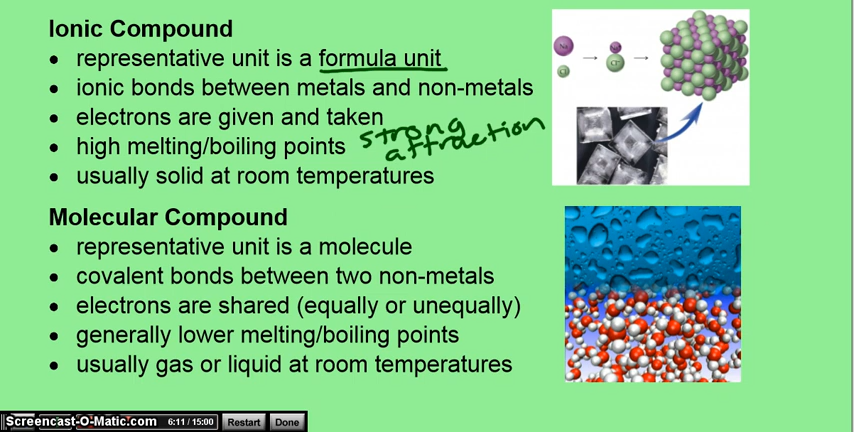 Ionic Compound
• representative unit is a formula unit
• ionic bonds between metals and non-metals
• electrons are given and taken
• high melting/boiling points strong attraction
• usually solid at room temperatures
Molecular Compound
• representative unit is a molecule
• covalent bonds between two non-metals
• electrons are shared (equally or unequally)
• generally lower melting/boiling points
• usually gas or liquid at room temperatures
Screencast-O-Matic.com 6:11 / 15:00 Restart Done